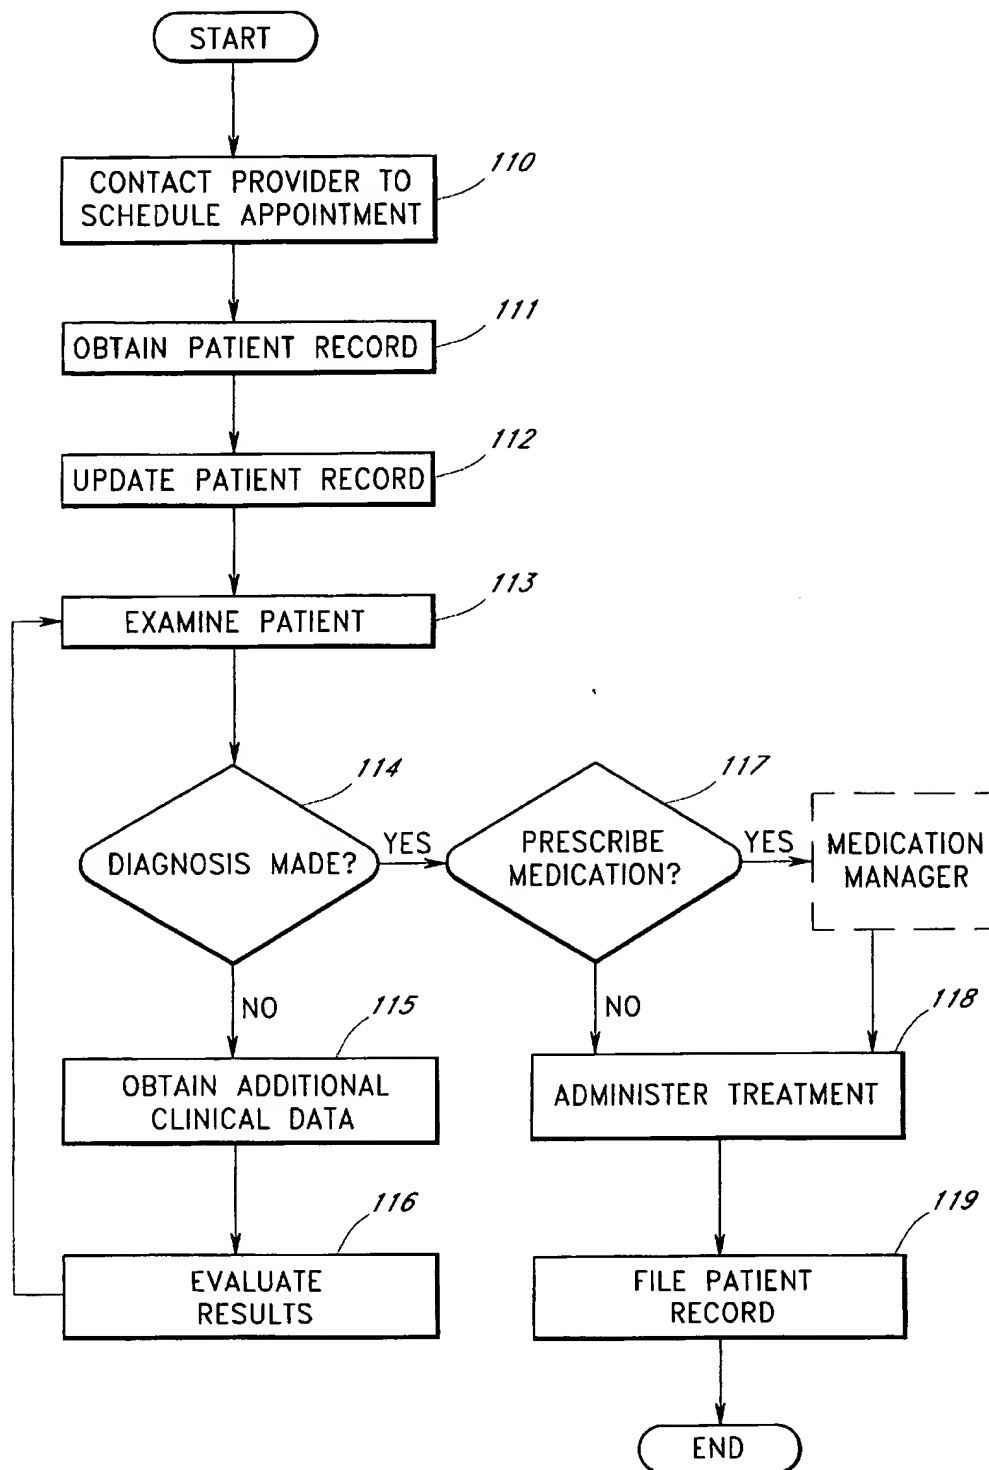 START
CONTACT PROVIDER TO
SCHEDULE APPOINTMENT
110
OBTAIN PATIENT RECORD
111
UPDATE PATIENT RECORD
112
EXAMINE PATIENT
113
DIAGNOSIS MADE?
114
YES
PRESCRIBE
MEDICATION?
117
YES
MEDICATION
MANAGER
NO
OBTAIN ADDITIONAL
CLINICAL DATA
115
NO
ADMINISTER TREATMENT
118
EVALUATE
RESULTS
116
FILE PATIENT
RECORD
119
END